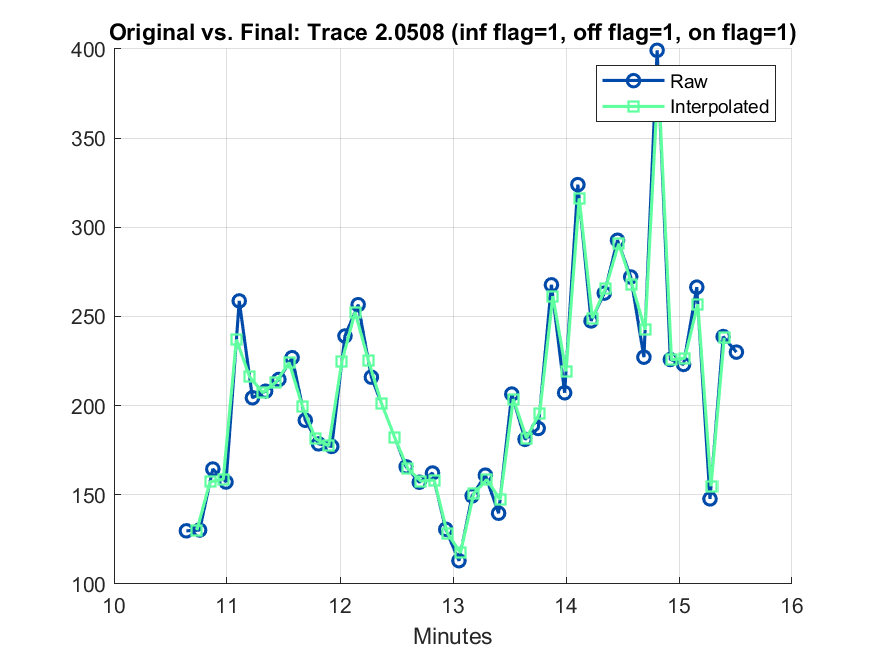 Original vs. Final: Trace 2.0508 (inf flag=1, off flag=1, on flag=1)
400
350
300
250
200
150
100
Raw
Interpolated
10 11 12 13 14 15 16
Minutes